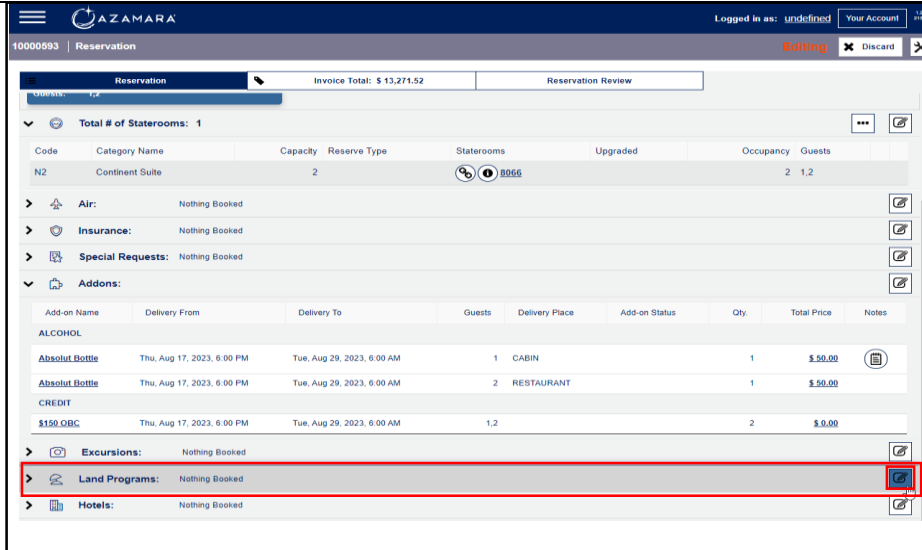 AZAMARA
Logged in as: undefined Your Account
10000593 | Reservation Editing Discard
Reservation Invoice Total: $ 13,271.52 Reservation Review
Guests: 1,2
Total # of Staterooms: 1
Code Category Name Capacity Reserve Type Staterooms Upgraded Occupancy Guests
N2 Continent Suite 2 8066 2 1,2
Air: Nothing Booked
Insurance: Nothing Booked
Special Requests: Nothing Booked
Addons:
Add-on Name Delivery From Delivery To Guests Delivery Place Add-on Status Qty. Total Price Notes
ALCOHOL
Absolut Bottle Thu, Aug 17, 2023, 6:00 PM Tue, Aug 29, 2023, 6:00 AM 1 CABIN 1 $ 50.00
Absolut Bottle Thu, Aug 17, 2023, 6:00 PM Tue, Aug 29, 2023, 6:00 AM 2 RESTAURANT 1 $ 50.00
CREDIT
$150 OBC Thu, Aug 17, 2023, 6:00 PM Tue, Aug 29, 2023, 6:00 AM 1,2 2 $ 0.00
Excursions: Nothing Booked
Land Programs: Nothing Booked
Hotels: Nothing Booked